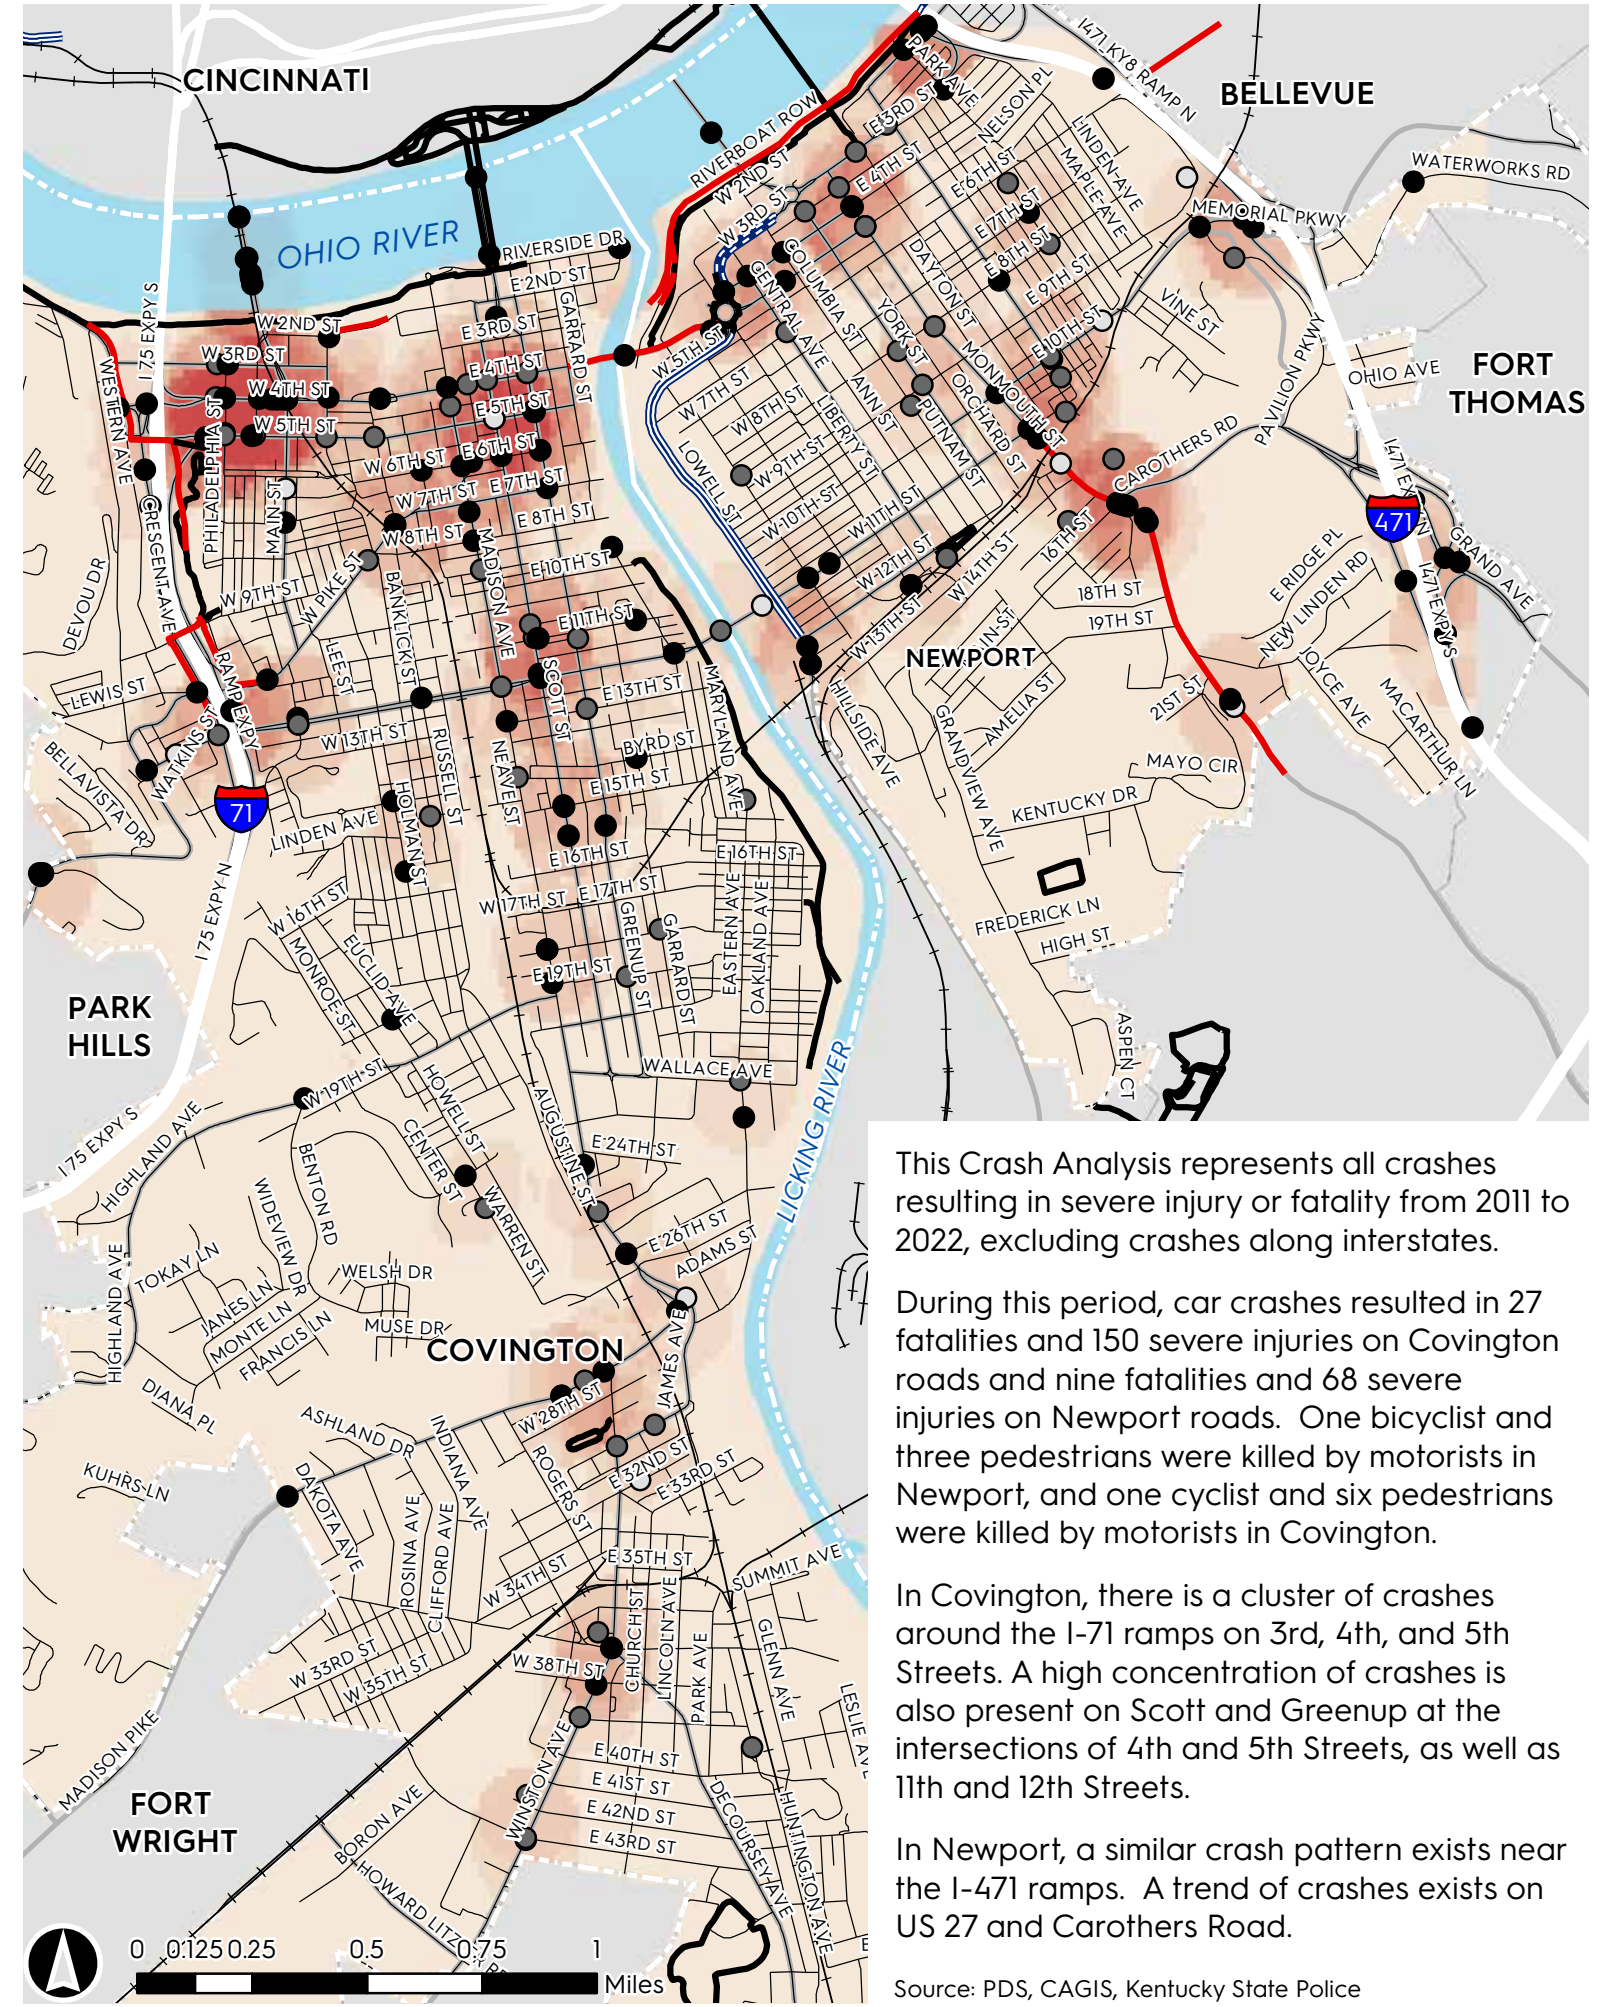 CINCINNATI
I471_KY8 RAMP N
BELLEVUE
PARK AVE
NELSON PL
E 3RD ST
RIVERBOAT ROW
LINDEN AVE
W 2ND ST
E 4TH ST
E 6TH ST
MAPLE AVE
WATERWORKS RD
MEMORIAL PKWY
OHIO RIVER
RIVERSIDE DR
W 3RD ST
E 7TH ST
E 2ND ST
CENTRAL AVE
COLUMBIA ST
DAYTON ST
E 8TH ST
E 9TH ST
VINE ST
I 75 EXPY S
W 2ND ST
E 3RD ST
GARRARD ST
YORK ST
E 10TH ST
PAVILION PKWY
W 3RD ST
E 4TH ST
W 5TH ST
MONMOUTH ST
OHIO AVE
FORT
THOMAS
WESTERN AVE
W 4TH ST
E 5TH ST
W 7TH ST
W 8TH ST
LIBERTY ST
ANN ST
ORCHARD ST
PUTNAM ST
PHILADELPHIA ST
W 5TH ST
W 6TH ST
E 6TH ST
LOWELL ST
W 9TH ST
CAROTHERS RD
MAIN ST
W 7TH ST
E 7TH ST
W 10TH ST
W 11TH ST
471
CRESCENT AVE
W 8TH ST
E 8TH ST
16TH ST
GRAND AVE
DEVOU DR
W 9TH ST
W PIKE ST
BANKLICK ST
MADISON AVE
E 10TH ST
W 12TH ST
W 14TH ST
18TH ST
E RIDGE PL
NEW LINDEN RD
I471 EXPY S
E 11TH ST
W 13TH ST
19TH ST
LEWIS ST
RAMP EXPY
LEE ST
SCOTT ST
E 13TH ST
MARYLAND AVE
NEWPORT
HILLSIDE AVE
AMELIA ST
21ST ST
JOYCE AVE
MACARTHUR LN
BELLAVISTA DR
WATKINS ST
W 13TH ST
RUSSELL ST
NEAVE ST
BYRD ST
E 15TH ST
GRANDVIEW AVE
MAYO CIR
71
LINDEN AVE
HOLMAN ST
E 16TH ST
E 16TH ST
KENTUCKY DR
I 75 EXPY N
W 16TH ST
W 17TH ST
E 17TH ST
EASTERN AVE
OAKLAND AVE
FREDERICK LN
HIGH ST
MONROE ST
EUCLID AVE
E 19TH ST
GREENUP ST
GARRARD ST
PARK
HILLS
ASPEN CT
W 19TH ST
WALLACE AVE
I 75 EXPY S
HIGHLAND AVE
HOWELL ST
CENTER ST
AUGUSTINE ST
E 24TH ST
LICKING RIVER
BENTON RD
WIDEVIEW DR
WARREN ST
E 26TH ST
ADAMS ST
HIGHLAND AVE
TOKAY LN
JANES LN
MONTE LN
FRANCIS LN
WELSH DR
MUSE DR
COVINGTON
JAMES AVE
DIANA PL
ASHLAND DR
INDIANA AVE
W 28TH ST
KUHRS LN
DAKOTA AVE
ROSINA AVE
CLIFFORD AVE
ROGERS ST
E 32ND ST
E 33RD ST
W 34TH ST
E 35TH ST
SUMMIT AVE
W 33RD ST
W 35TH ST
W 38TH ST
CHURCH ST
LINCOLN AVE
PARK AVE
GLENN AVE
LESLIE AVE
MADISON PIKE
FORT
WRIGHT
BORON AVE
WINSTON AVE
E 40TH ST
E 41ST ST
E 42ND ST
E 43RD ST
DECOURSEY AVE
HUNTINGTON AVE
0 0.125 0.25 0.5 0.75 1
Miles
This Crash Analysis represents all crashes
resulting in severe injury or fatality from 2011 to
2022, excluding crashes along interstates.
During this period, car crashes resulted in 27
fatalities and 150 severe injuries on Covington
roads and nine fatalities and 68 severe
injuries on Newport roads. One bicyclist and
three pedestrians were killed by motorists in
Newport, and one cyclist and six pedestrians
were killed by motorists in Covington.
In Covington, there is a cluster of crashes
around the I-71 ramps on 3rd, 4th, and 5th
Streets. A high concentration of crashes is
also present on Scott and Greenup at the
intersections of 4th and 5th Streets, as well as
11th and 12th Streets.
In Newport, a similar crash pattern exists near
the I-471 ramps. A trend of crashes exists on
US 27 and Carothers Road.
Source: PDS, CAGIS, Kentucky State Police